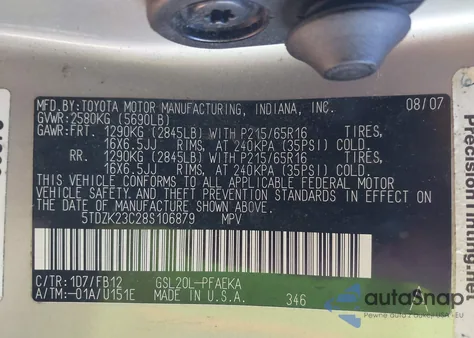 MFD.BY: TOYOTA MOTOR MANUFACTURING, INDIANA, INC. 08/07
GVWR: 2580KG (5690LB)
GAWR: FRT. 1290KG (2845LB) WITH P215/65R16 TIRES,
16X6.5JJ RIMS, AT 240KPA (35PSI) COLD.
RR. 1290KG (2845LB) WITH P215/65R16 TIRES,
16X6.5JJ RIMS, AT 240KPA (35PSI) COLD.
THIS VEHICLE CONFORMS TO ALL APPLICABLE FEDERAL MOTOR
VEHICLE SAFETY AND THEFT PREVENTION STANDARDS IN EFFECT ON
THE DATE OF MANUFACTURE SHOWN ABOVE.
5TDZK23C28S106879 MPV
C/TR: 1D7/FB12 GSL20L-PFAEKA
A/TM:-01A/U151E MADE IN U.S.A. 346
Precision
autoSnap